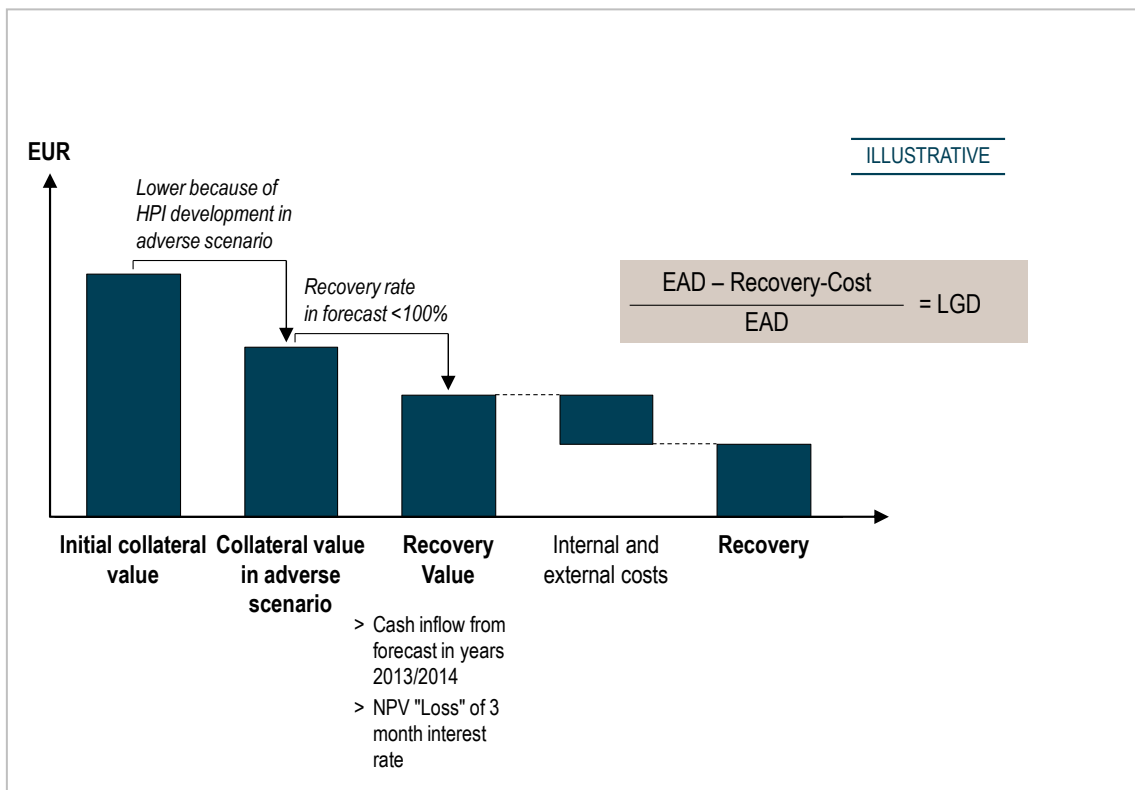 EUR
ILLUSTRATIVE
Lower because of
HPI development in
adverse scenario
Recovery rate
in forecast <100%
EAD – Recovery-Cost
EAD
= LGD
Initial collateral
value
Collateral value
in adverse
scenario
Recovery
Value
Internal and
external costs
Recovery
> Cash inflow from
forecast in years
2013/2014
> NPV "Loss" of 3
month interest
rate